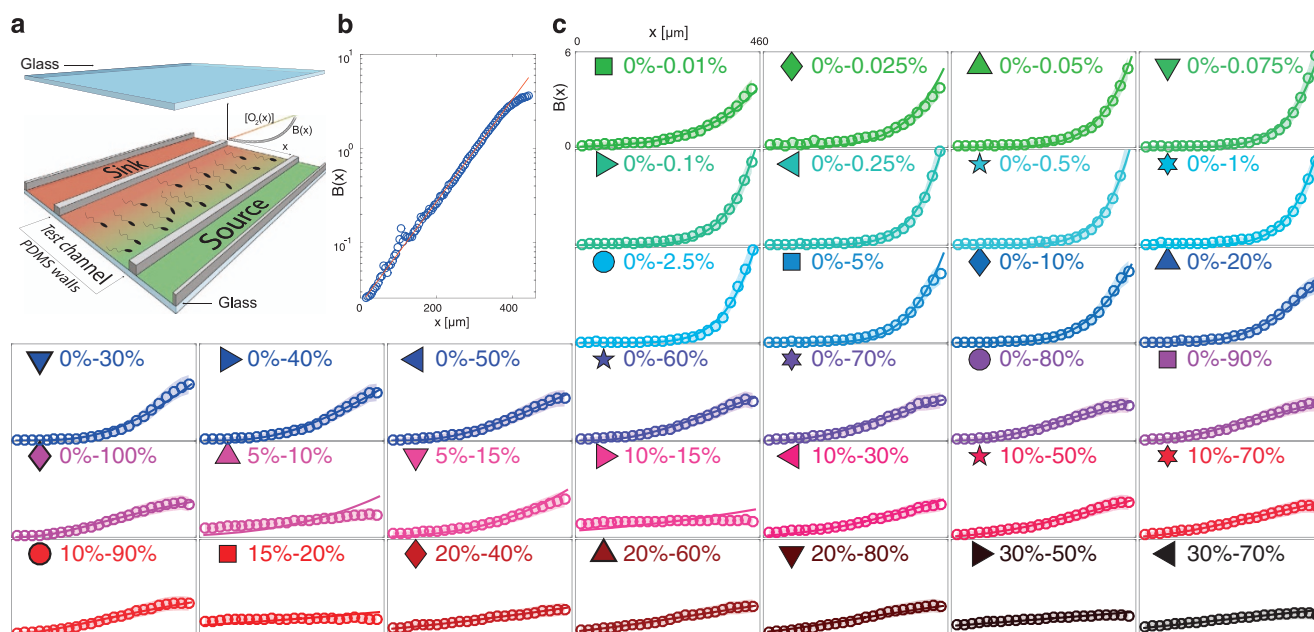 a
Glass
[O2(x)]
B(x)
x
Sink
Source
Test channel
PDMS walls
Glass
b
10^1
10^0
10^-1
B(x)
0
200
400
x [µm]
c
x [µm]
0
460
6
0
B(x)
0%-0.01%
0%-0.025%
0%-0.05%
0%-0.075%
0%-0.1%
0%-0.25%
0%-0.5%
0%-1%
0%-2.5%
0%-5%
0%-10%
0%-20%
0%-30%
0%-40%
0%-50%
0%-60%
0%-70%
0%-80%
0%-90%
0%-100%
5%-10%
5%-15%
10%-15%
10%-30%
10%-50%
10%-70%
10%-90%
15%-20%
20%-40%
20%-60%
20%-80%
30%-50%
30%-70%